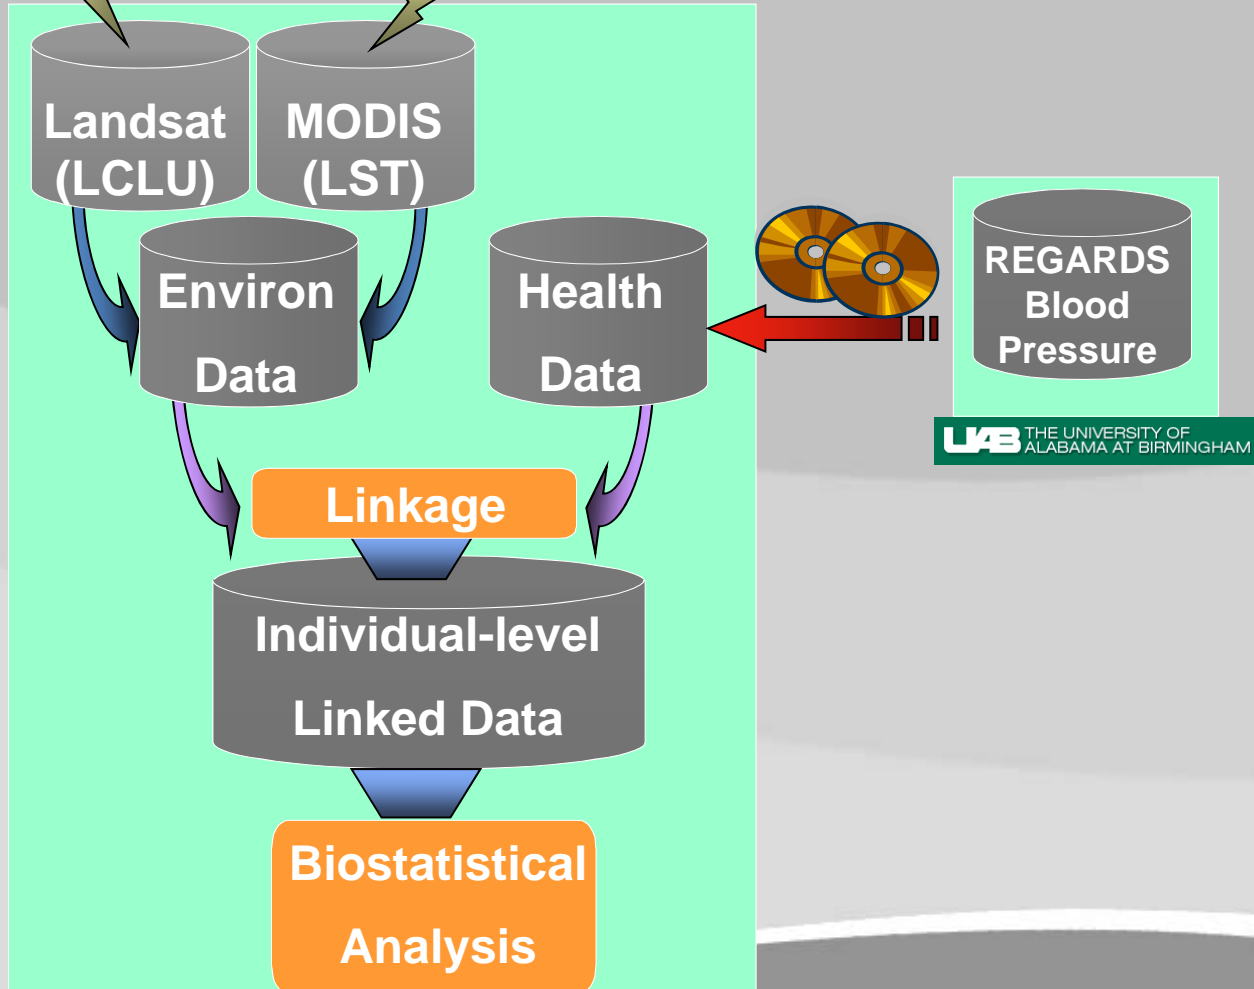 Landsat
(LCLU)
MODIS
(LST)
Environ
Data
Health
Data
REGARDS
Blood
Pressure
UAB THE UNIVERSITY OF
ALABAMA AT BIRMINGHAM
Linkage
Individual-level
Linked Data
Biostatistical
Analysis